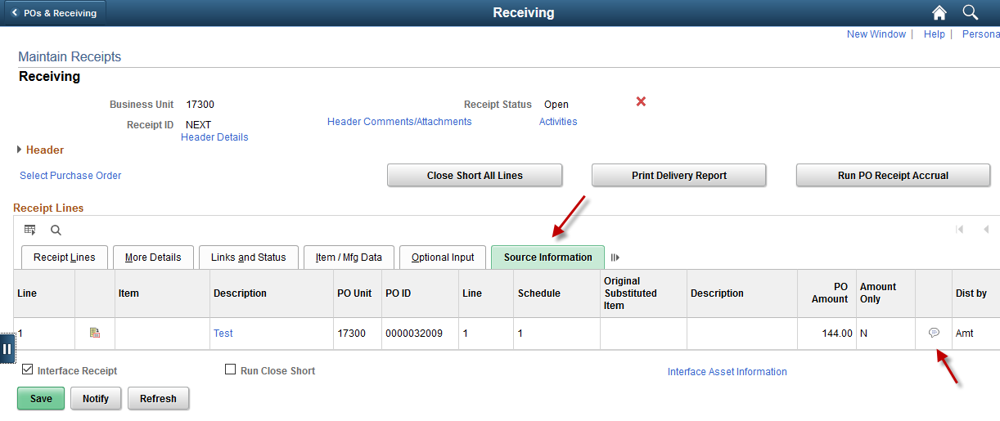 POs & Receiving
Receiving
New Window | Help | Persona
Maintain Receipts
Receiving
Business Unit 17300 Receipt Status Open
Receipt ID NEXT Header Comments/Attachments Activities
Header Details
Header
Select Purchase Order Close Short All Lines Print Delivery Report Run PO Receipt Accrual
Receipt Lines
Receipt Lines More Details Links and Status Item / Mfg Data Optional Input Source Information
Line Item Description PO Unit PO ID Line Schedule Original Substituted Item Description PO Amount Amount Only Dist by
1 Test 17300 0000032009 1 1 144.00 N Amt
Interface Receipt Run Close Short Interface Asset Information
Save Notify Refresh